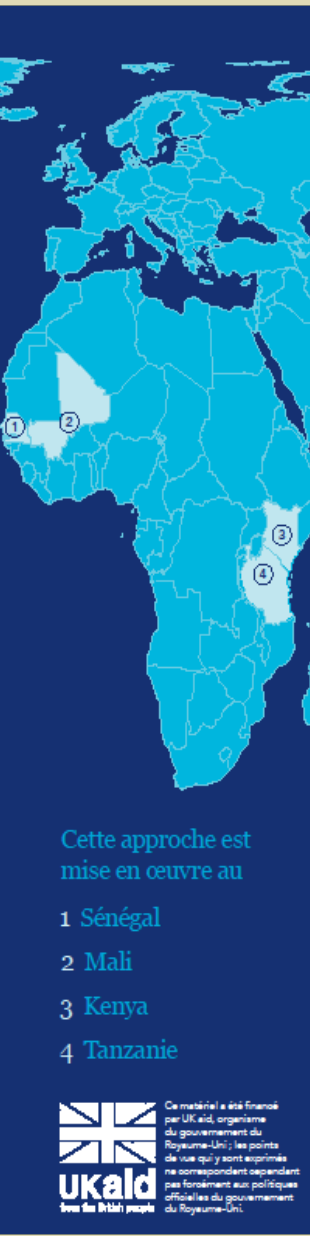 1
2
3
4
Cette approche est
mise en œuvre au
1 Sénégal
2 Mali
3 Kenya
4 Tanzanie
Ce matériel a été financé
par UK aid, organisme
du gouvernement du
Royaume-Uni ; les points
de vue qui y sont exprimés
ne correspondent cependant
pas forcément aux politiques
officielles du gouvernement
du Royaume-Uni.
UKaid
from the British people